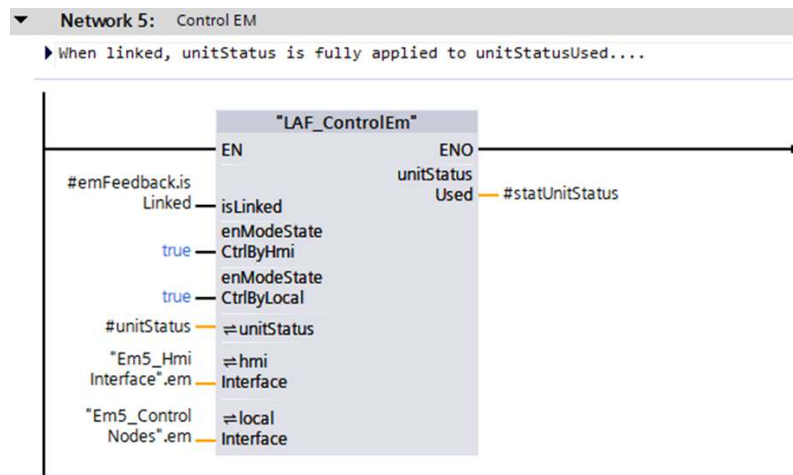 Network 5: Control EM
When linked, unitStatus is fully applied to unitStatusUsed....
"LAF_ControlEm"
EN ENO
#emFeedback.is
Linked
isLinked
unitStatus
Used
#statUnitStatus
enModeState
true
CtrlByHmi
enModeState
true
CtrlByLocal
#unitStatus
⇌unitStatus
"Em5_Hmi
Interface".em
⇌hmi
Interface
"Em5_Control
Nodes".em
⇌local
Interface